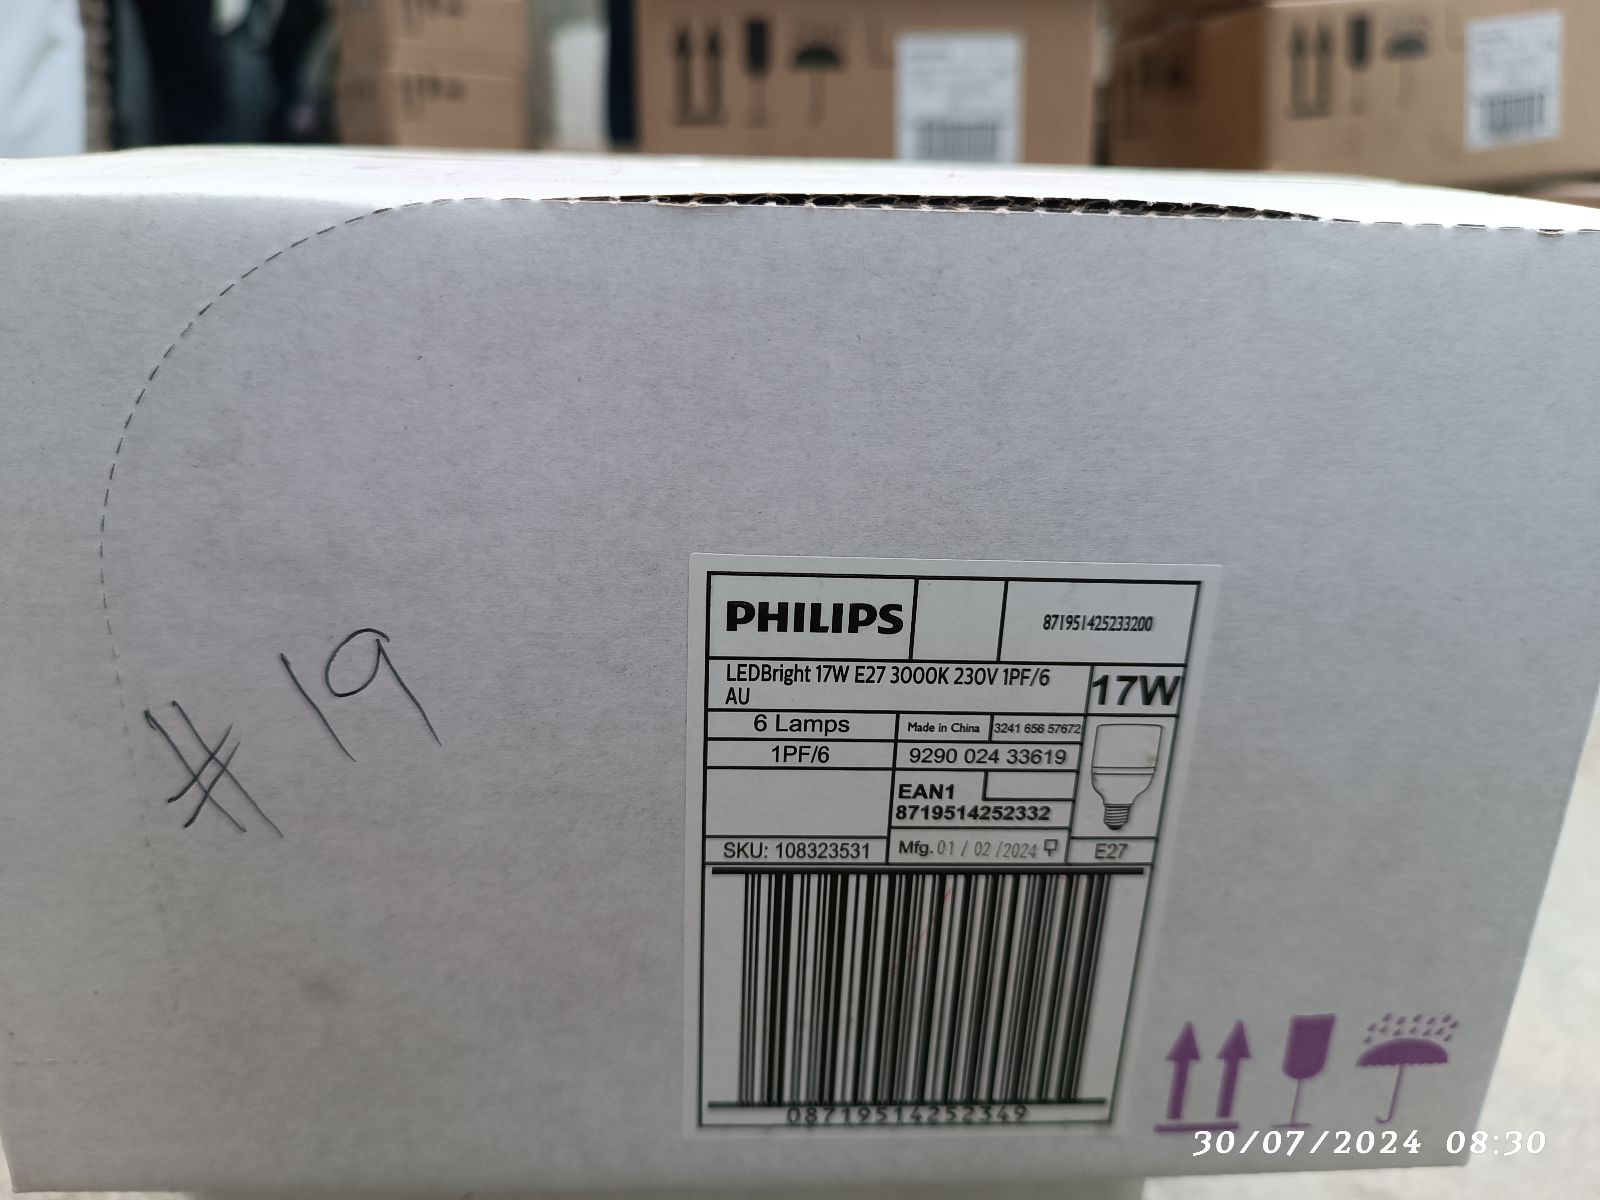 #19
PHILIPS
871951425233200
LEDBright 17W E27 3000K 230V 1PF/6
AU
17W
6 Lamps
Made in China
3241 656 57672
1PF/6
9290 024 33619
EAN1
8719514252332
SKU: 108323531
Mfg. 01 / 02 /2024
E27
08719514252349
30/07/2024 08:30